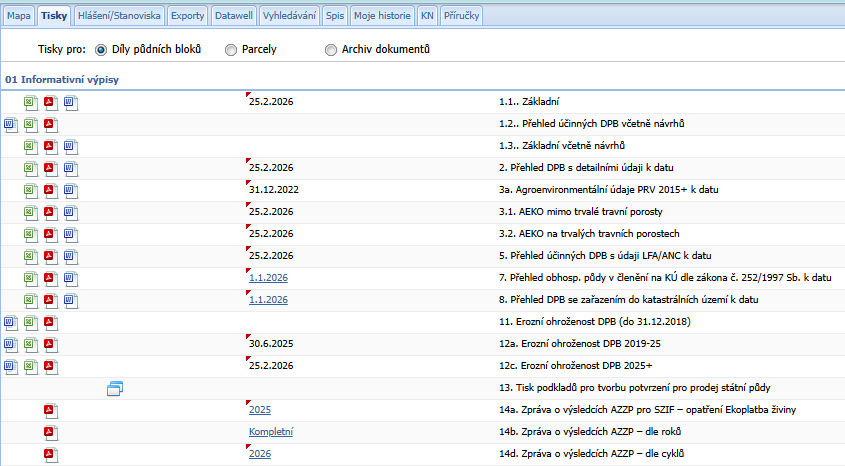 Mapa Tisky Hlášení/Stanoviska Exporty Datawell Vyhledávání Spis Moje historie KN Příručky
Tisky pro: Díly půdních bloků Parcely Archiv dokumentů
01 Informativní výpisy
25.2.2026 1.1.. Základní
1.2.. Přehled účinných DPB včetně návrhů
1.3.. Základní včetně návrhů
25.2.2026 2. Přehled DPB s detailními údaji k datu
31.12.2022 3a. Agroenvironmentální údaje PRV 2015+ k datu
25.2.2026 3.1. AEKO mimo trvalé travní porosty
25.2.2026 3.2. AEKO na trvalých travních porostech
25.2.2026 5. Přehled účinných DPB s údaji LFA/ANC k datu
1.1.2026 7. Přehled obhosp. půdy v členění na KÚ dle zákona č. 252/1997 Sb. k datu
1.1.2026 8. Přehled DPB se zařazením do katastrálních území k datu
11. Erozní ohroženost DPB (do 31.12.2018)
30.6.2025 12a. Erozní ohroženost DPB 2019-25
25.2.2026 12c. Erozní ohroženost DPB 2025+
13. Tisk podkladů pro tvorbu potvrzení pro prodej státní půdy
2025 14a. Zpráva o výsledcích AZZP pro SZIF – opatření Ekoplatba živiny
Kompletní 14b. Zpráva o výsledcích AZZP – dle roků
2026 14d. Zpráva o výsledcích AZZP – dle cyklů